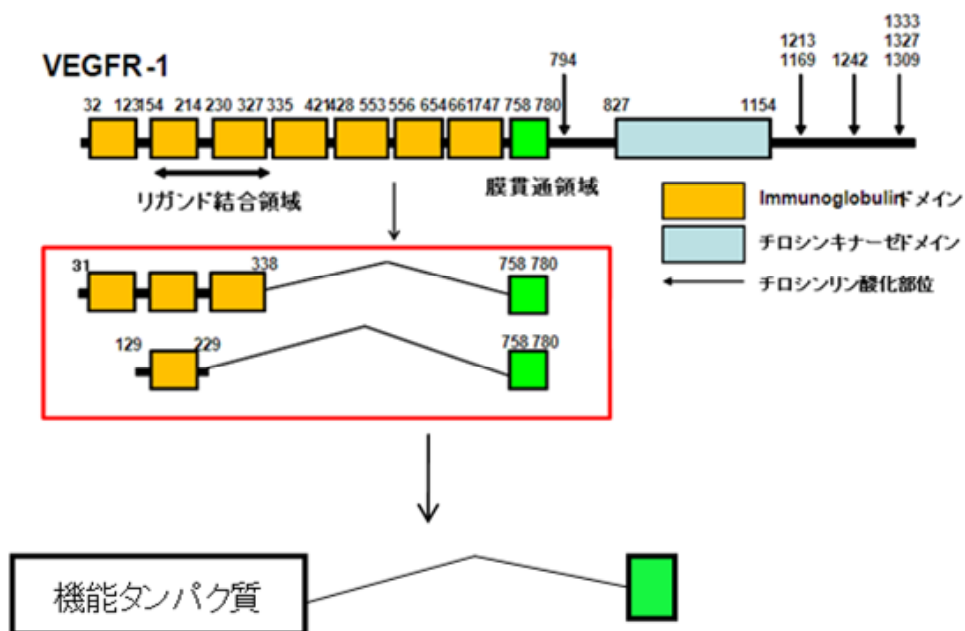 1333
1213 1327
794 1169 1242 1309
VEGFR-1
32 123 154 214 230 327 335 421 428 553 556 654 661 747 758 780 827 1154
リガンド結合領域
膜貫通領域
Immunoglobulinドメイン
チロシンキナーゼドメイン
チロシンリン酸化部位
31 338 758 780
129 229 758 780
機能タンパク質